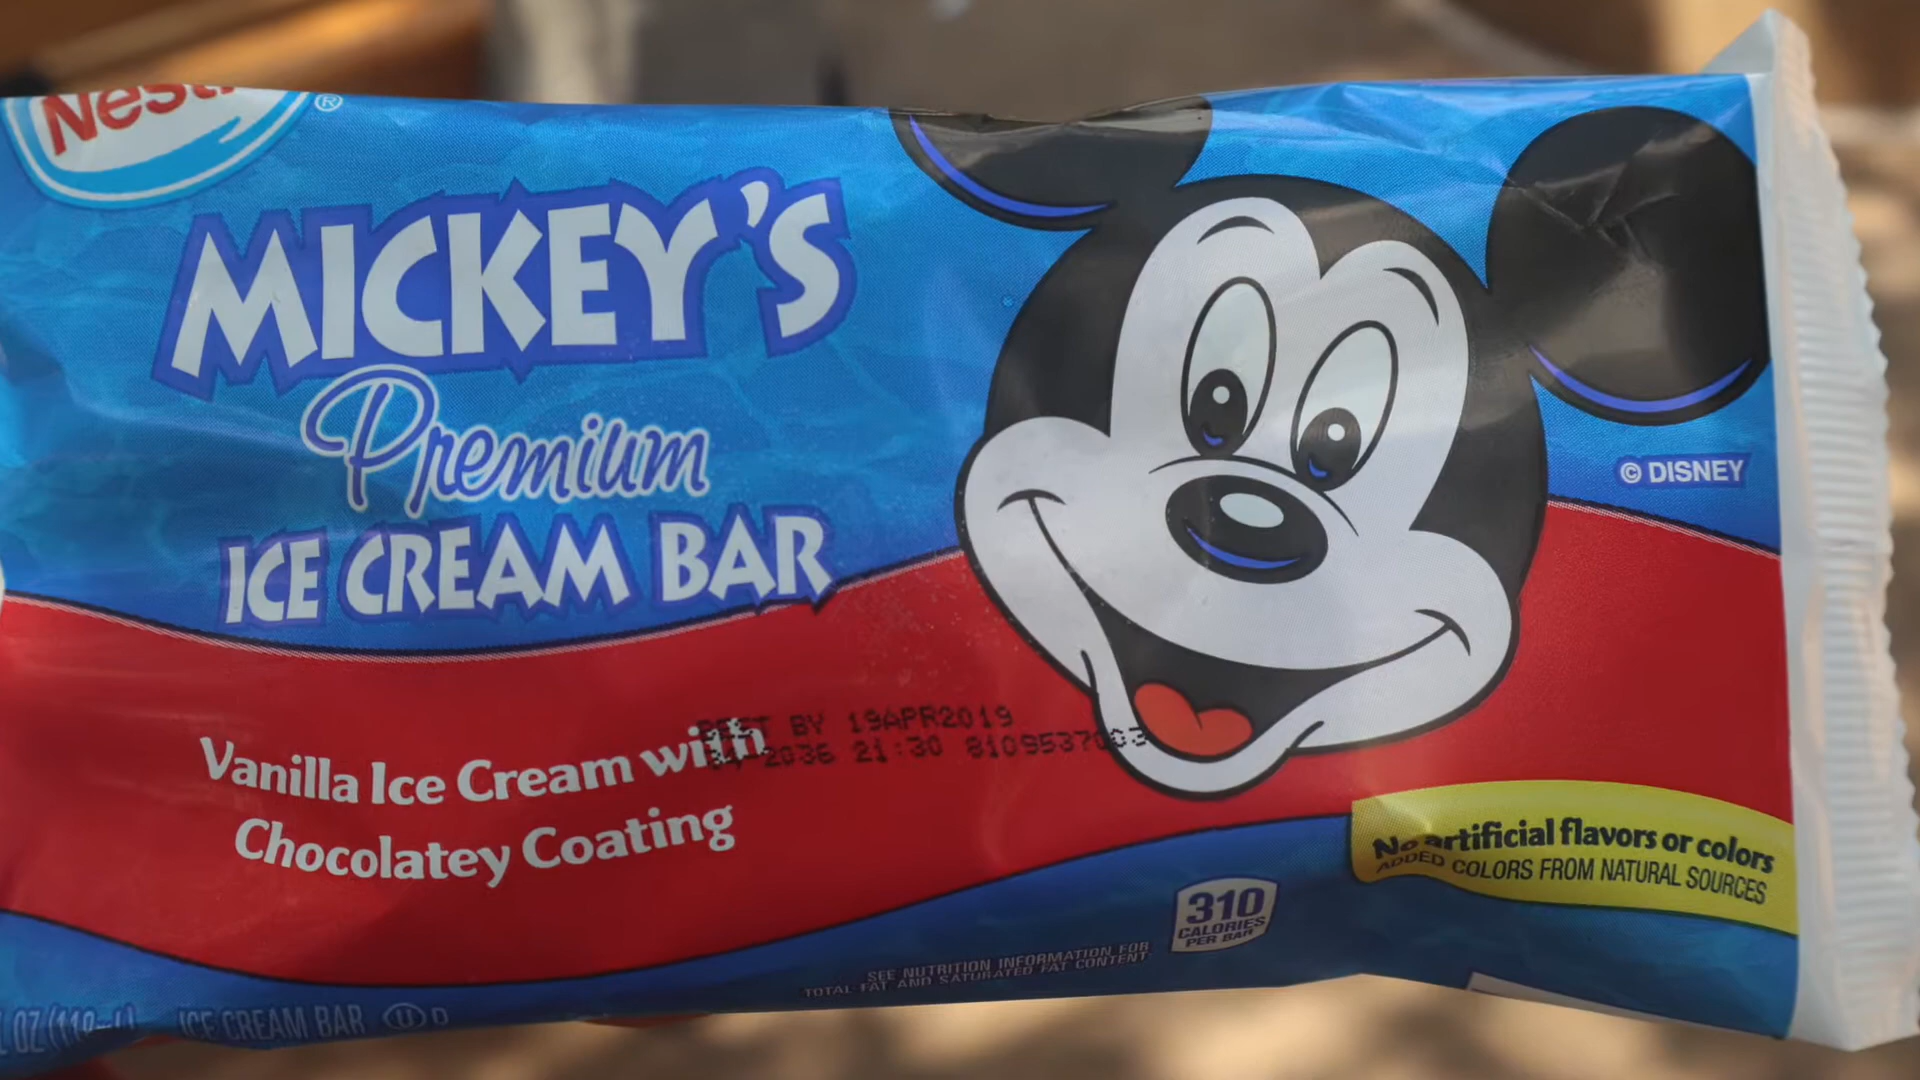 ®
MICKEY'S
Premium
ICE CREAM BAR
© DISNEY
Vanilla Ice Cream with
Chocolatey Coating
BY 19APR2019
2036 21:30 8109537003
No artificial flavors or colors
ADDED COLORS FROM NATURAL SOURCES
310
CALORIES
PER BAR
SEE NUTRITION INFORMATION FOR
TOTAL FAT AND SATURATED FAT CONTENT
OZ ICE CREAM BAR Ⓤ D